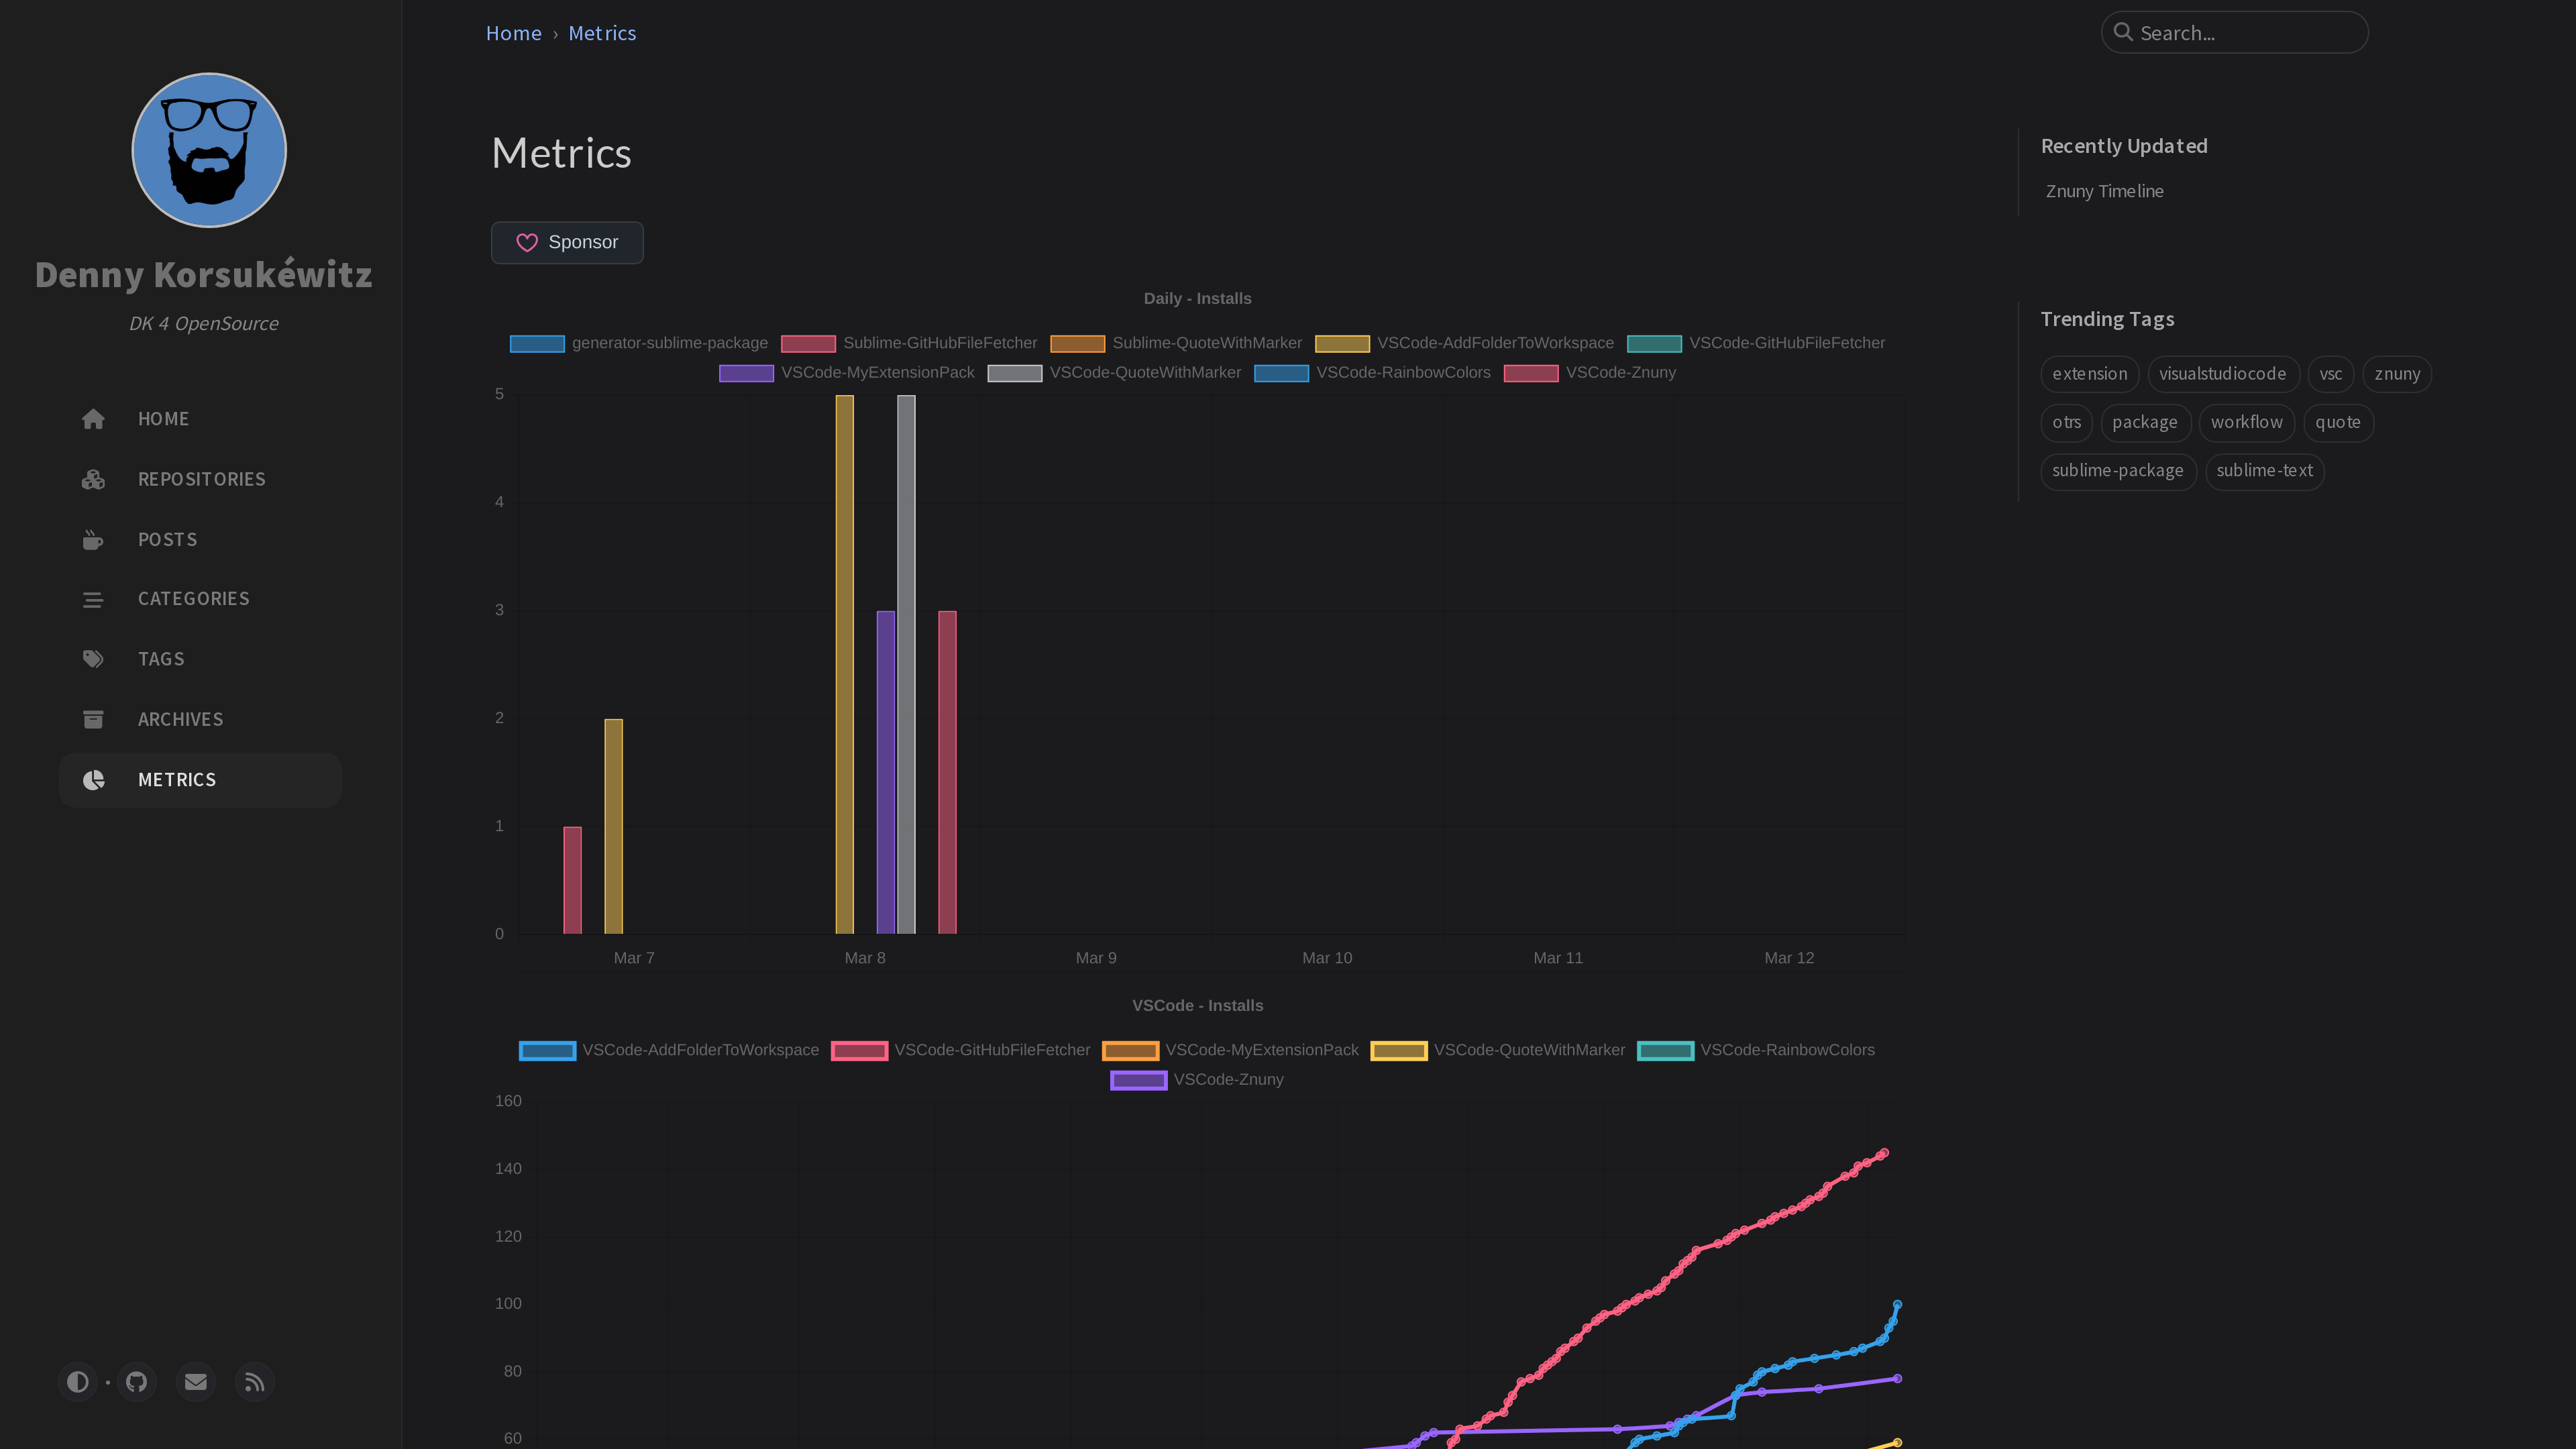 Home › Metrics
Search...
Denny Korsukéwitz
DK 4 OpenSource
HOME
REPOSITORIES
POSTS
CATEGORIES
TAGS
ARCHIVES
METRICS
Metrics
Sponsor
Daily - Installs
generator-sublime-package Sublime-GitHubFileFetcher Sublime-QuoteWithMarker VSCode-AddFolderToWorkspace VSCode-GitHubFileFetcher
VSCode-MyExtensionPack VSCode-QuoteWithMarker VSCode-RainbowColors VSCode-Znuny
5
4
3
2
1
0
Mar 7 Mar 8 Mar 9 Mar 10 Mar 11 Mar 12
VSCode - Installs
VSCode-AddFolderToWorkspace VSCode-GitHubFileFetcher VSCode-MyExtensionPack VSCode-QuoteWithMarker VSCode-RainbowColors
VSCode-Znuny
160
140
120
100
80
60
Recently Updated
Znuny Timeline
Trending Tags
extension visualstudiocode vsc znuny
otrs package workflow quote
sublime-package sublime-text